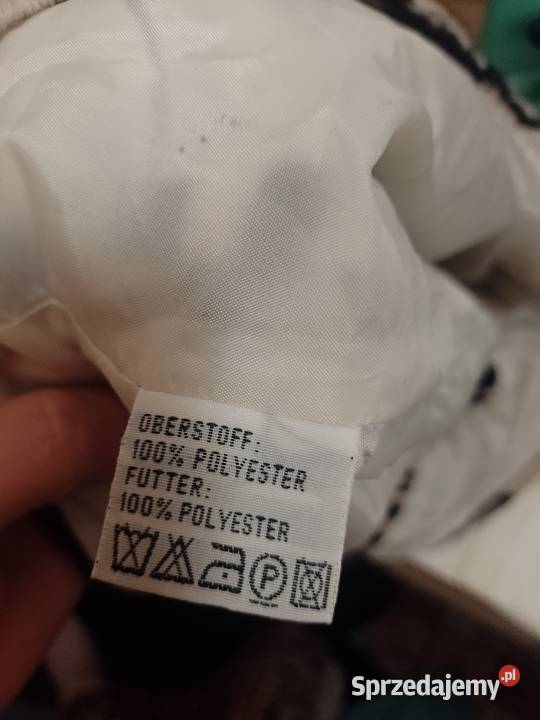 OBERSTOFF:
100% POLYESTER
FUTTER:
100% POLYESTER
P
Sprzedajemy.pl